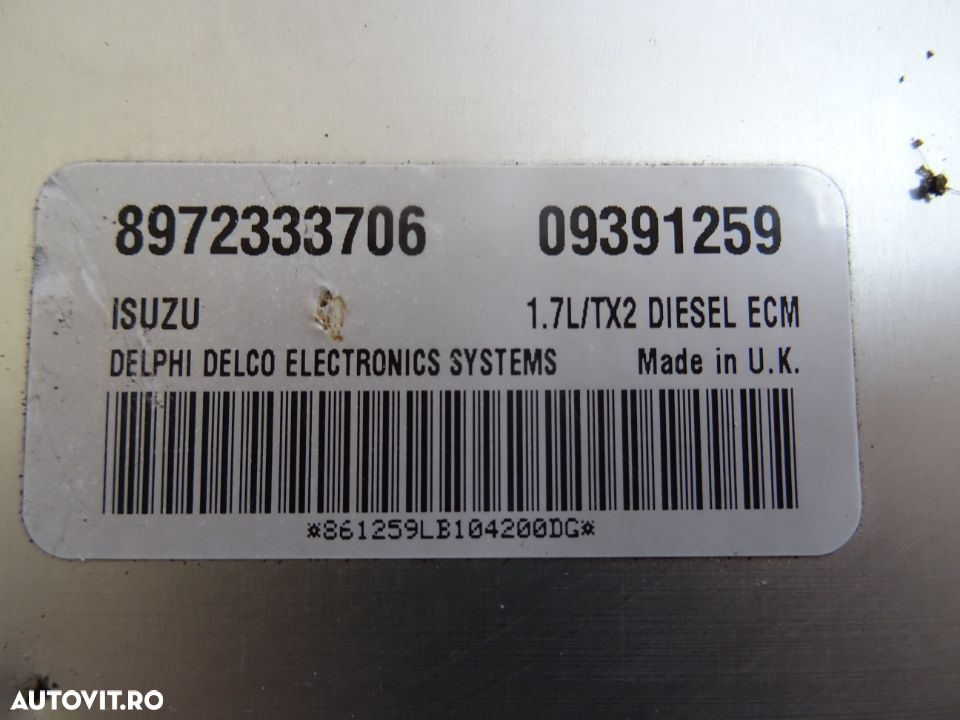 8972333706 09391259
ISUZU 1.7L/TX2 DIESEL ECM
DELPHI DELCO ELECTRONICS SYSTEMS Made in U.K.
*861259LB104200DG*
AUTOVIT.RO